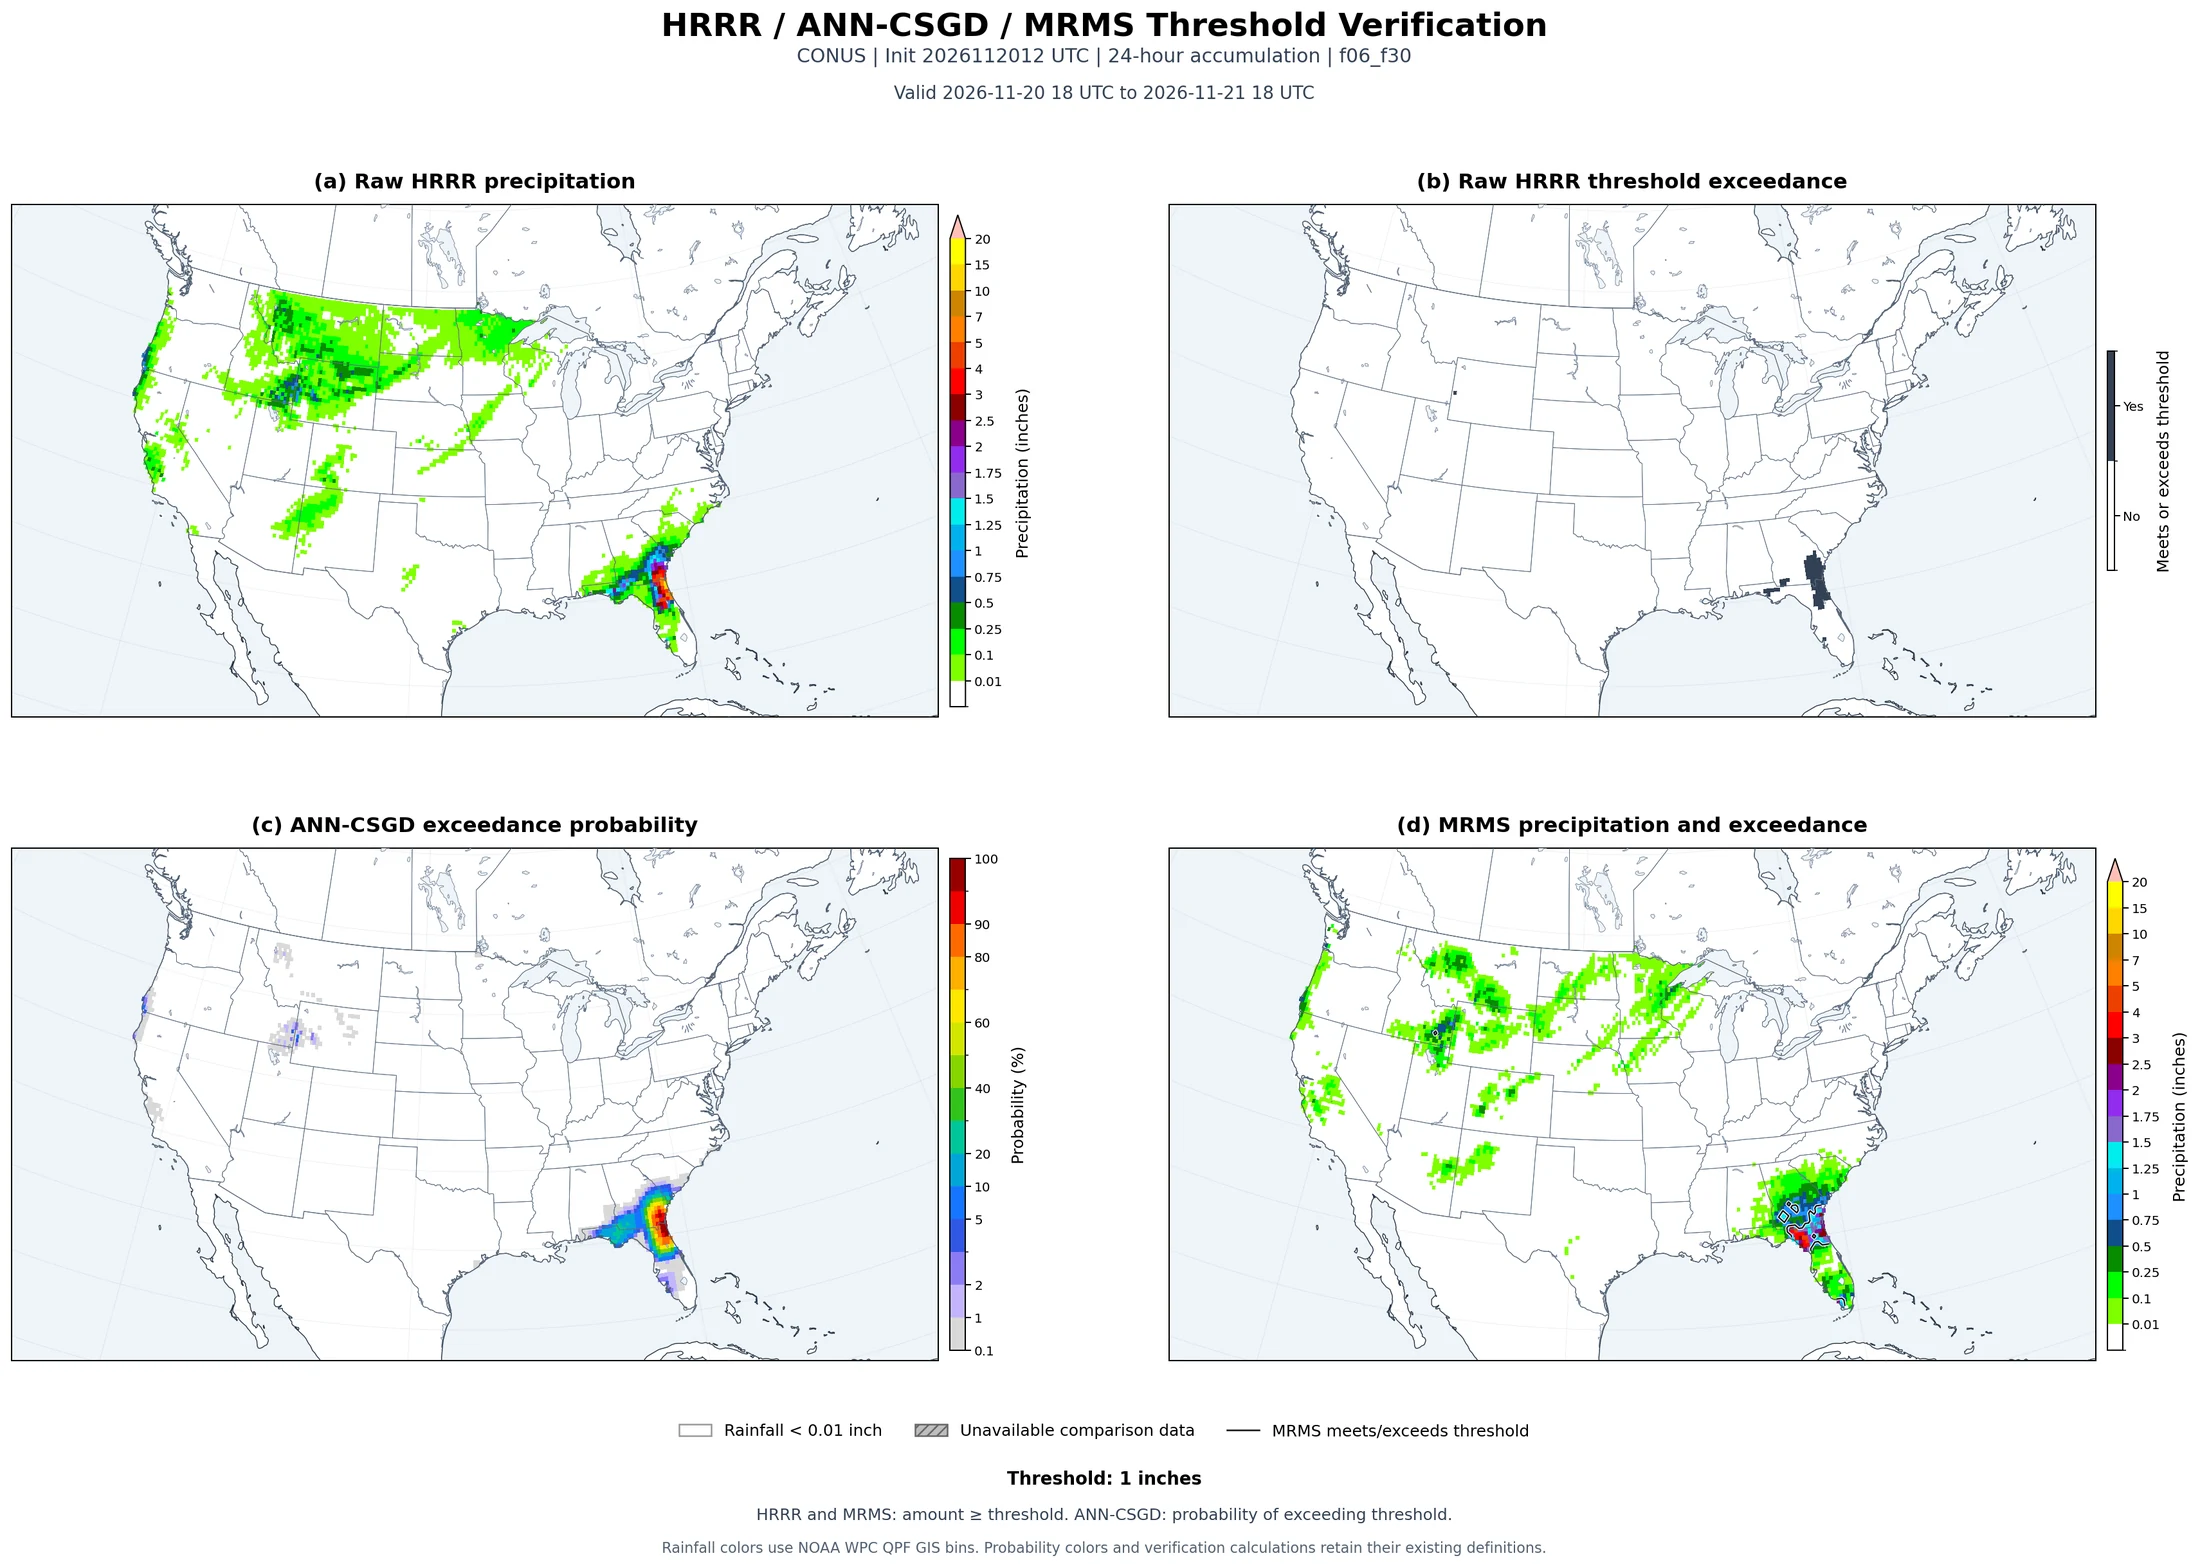 HRRR / ANN-CSGD / MRMS Threshold Verification
CONUS | Init 2026112012 UTC | 24-hour accumulation | f06_f30
Valid 2026-11-20 18 UTC to 2026-11-21 18 UTC
(a) Raw HRRR precipitation
20
15
10
7
5
4
3
2.5
2
1.75
1.5
1.25
1
0.75
0.5
0.25
0.1
0.01
Precipitation (inches)
(b) Raw HRRR threshold exceedance
Yes
No
Meets or exceeds threshold
(c) ANN-CSGD exceedance probability
100
90
80
60
40
20
10
5
2
1
0.1
Probability (%)
(d) MRMS precipitation and exceedance
20
15
10
7
5
4
3
2.5
2
1.75
1.5
1.25
1
0.75
0.5
0.25
0.1
0.01
Precipitation (inches)
Rainfall < 0.01 inch
Unavailable comparison data
MRMS meets/exceeds threshold
Threshold: 1 inches
HRRR and MRMS: amount ≥ threshold. ANN-CSGD: probability of exceeding threshold.
Rainfall colors use NOAA WPC QPF GIS bins. Probability colors and verification calculations retain their existing definitions.